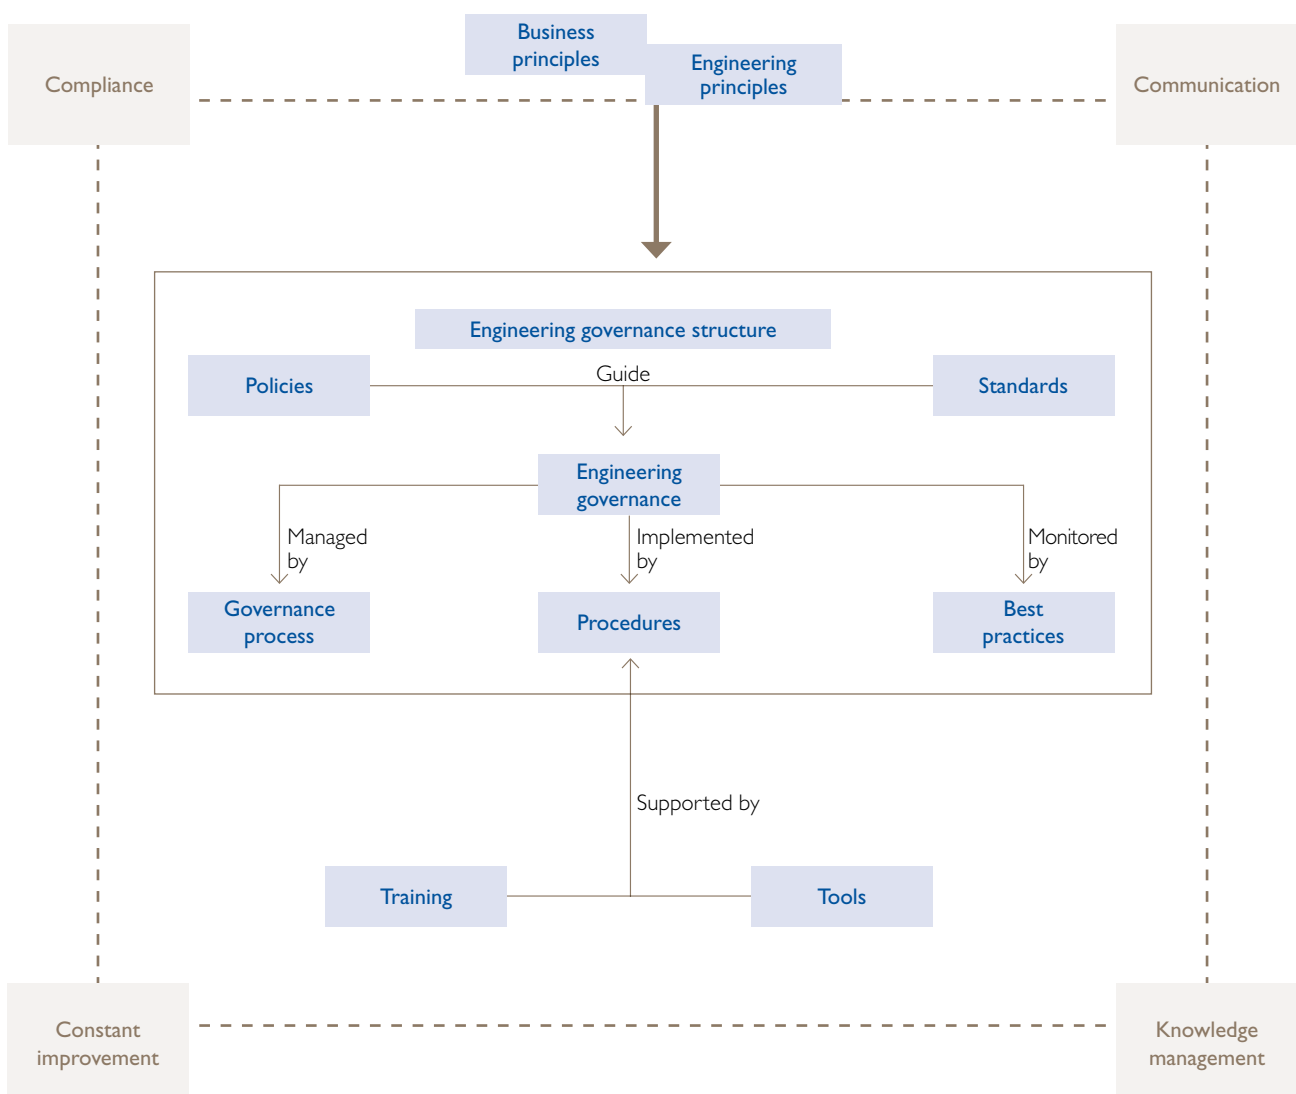 Business
principles
Engineering
principles
Compliance
Communication
Engineering governance structure
Policies
Guide
Standards
Engineering
governance
Managed
by
Implemented
by
Monitored
by
Governance
process
Procedures
Best
practices
Supported by
Training
Tools
Constant
improvement
Knowledge
management